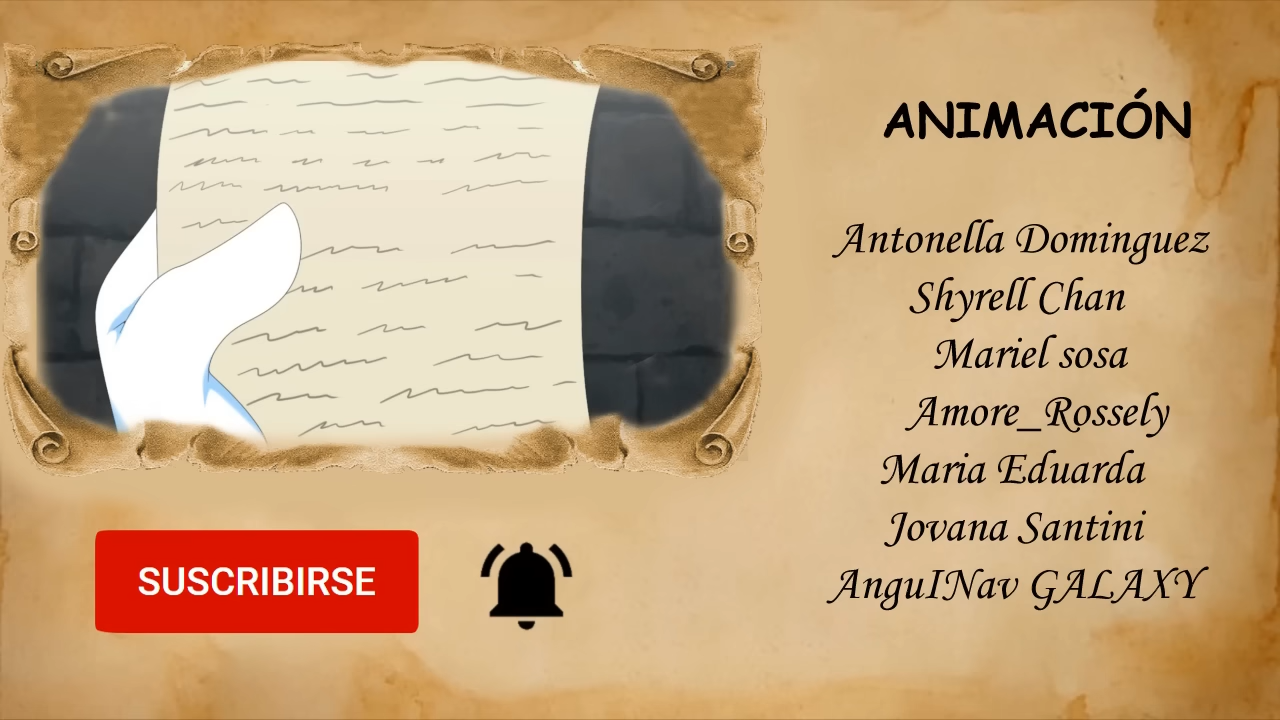 ANIMACIÓN
Antonella Dominguez
Shyrell Chan
Mariel sosa
Amore_Rossely
Maria Eduarda
Jovana Santini
AnguINav GALAXY
SUSCRIBIRSE